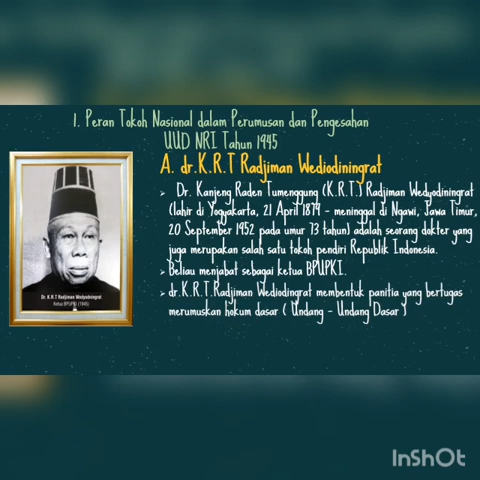 1. Peran Tokoh Nasional dalam Perumusan dan Pengesahan
UUD NRI Tahun 1945
A. dr.K.R.T Radjiman Wediodiningrat
➢ Dr. Kanjeng Raden Tumenggung (K.R.T.) Radjiman Wedyodiningrat
(lahir di Yogyakarta, 21 April 1879 – meninggal di Ngawi, Jawa Timur,
20 September 1952 pada umur 73 tahun) adalah seorang dokter yang
juga merupakan salah satu tokoh pendiri Republik Indonesia.
➢ Beliau menjabat sebagai ketua BPUPKI.
➢ dr.K.R.T.Radjiman Wediodingrat membentuk panitia yang bertugas
merumuskan hokum dasar ( Undang – Undang Dasar )
Dr. K.R.T Radjiman Wedyodiningrat
Ketua BPUPKI (1945)
InShOt